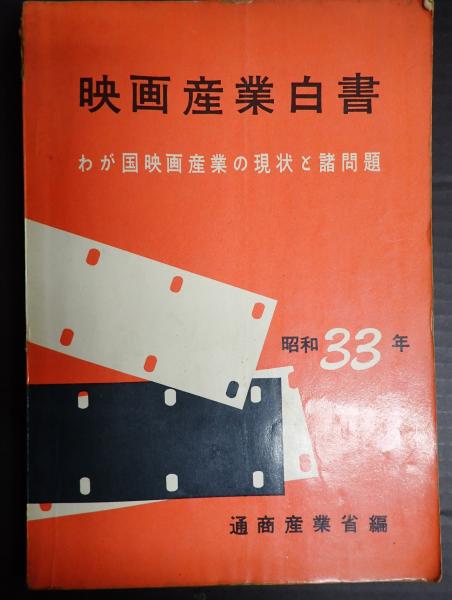 映画産業白書
わが国映画産業の現状と諸問題
昭和33年
通商産業省編